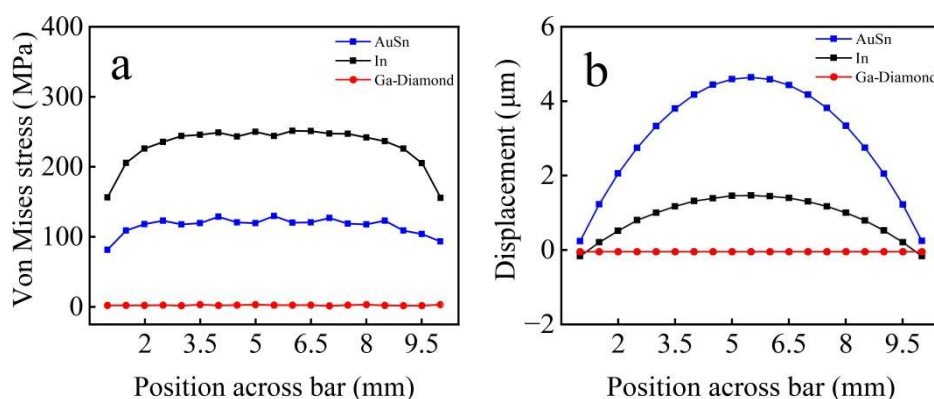 a
AuSn
In
Ga-Diamond
Von Mises stress (MPa)
400
300
200
100
0
2
3.5
5
6.5
8
9.5
Position across bar (mm)
b
AuSn
In
Ga-Diamond
Displacement (μm)
6
4
2
0
−2
2
3.5
5
6.5
8
9.5
Position across bar (mm)